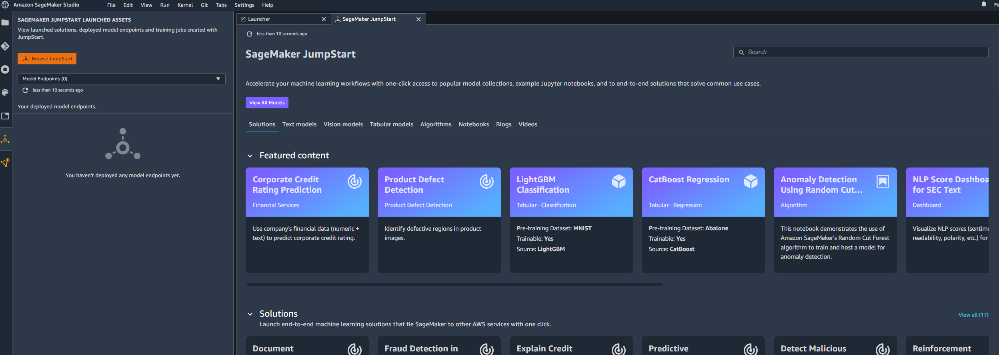 Amazon SageMaker Studio
File Edit View Run Kernel Git Tabs Settings Help
SAGEMAKER JUMPSTART LAUNCHED ASSETS
View launched solutions, deployed model endpoints and training jobs created with
JumpStart.
Browse JumpStart
Model Endpoints (0)
less than 10 seconds ago
Your deployed model endpoints.
You haven't deployed any model endpoints yet.
Launcher
SageMaker JumpStart
less than 10 seconds ago
SageMaker JumpStart
Search
Accelerate your machine learning workflows with one-click access to popular model collections, example Jupyter notebooks, and to end-to-end solutions that solve common use cases.
View All Models
Solutions Text models Vision models Tabular models Algorithms Notebooks Blogs Videos
Featured content
Corporate Credit
Rating Prediction
Financial Services
Use company's financial data (numeric +
text) to predict corporate credit rating.
Product Defect
Detection
Product Defect Detection
Identify defective regions in product
images.
LightGBM
Classification
Tabular · Classification
Pre-training Dataset: MNIST
Trainable: Yes
Source: LightGBM
CatBoost Regression
Tabular · Regression
Pre-training Dataset: Abalone
Trainable: Yes
Source: CatBoost
Anomaly Detection
Using Random Cut...
Algorithm
This notebook demonstrates the use of
Amazon SageMaker's Random Cut Forest
algorithm to train and host a model for
anomaly detection.
NLP Score Dashboa
for SEC Text
Dashboard
Visualize NLP scores (sentim
readability, polarity, etc.) for
Solutions
View all (17)
Launch end-to-end machine learning solutions that tie SageMaker to other AWS services with one click.
Document
Fraud Detection in
Explain Credit
Predictive
Detect Malicious
Reinforcement